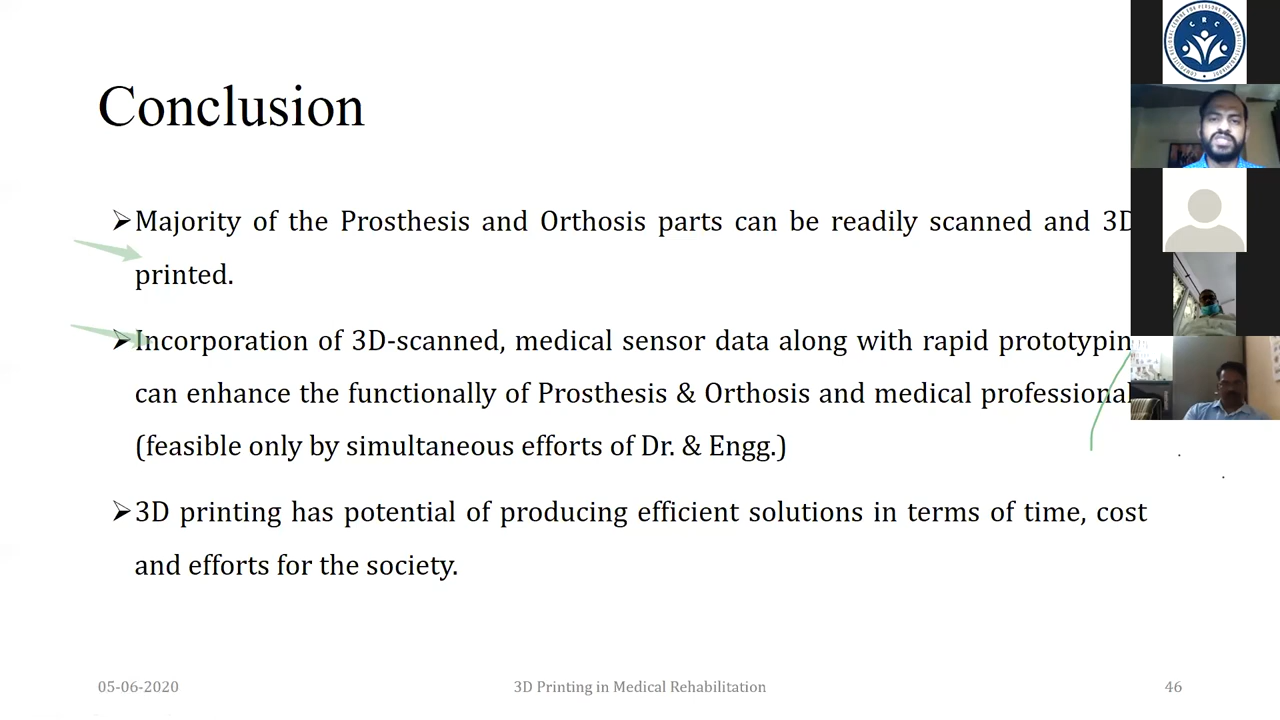 Conclusion
➢Majority of the Prosthesis and Orthosis parts can be readily scanned and 3D
printed.
➢Incorporation of 3D-scanned, medical sensor data along with rapid prototypin
can enhance the functionally of Prosthesis & Orthosis and medical professional
(feasible only by simultaneous efforts of Dr. & Engg.)
➢3D printing has potential of producing efficient solutions in terms of time, cost
and efforts for the society.
05-06-2020 3D Printing in Medical Rehabilitation 46
CRC